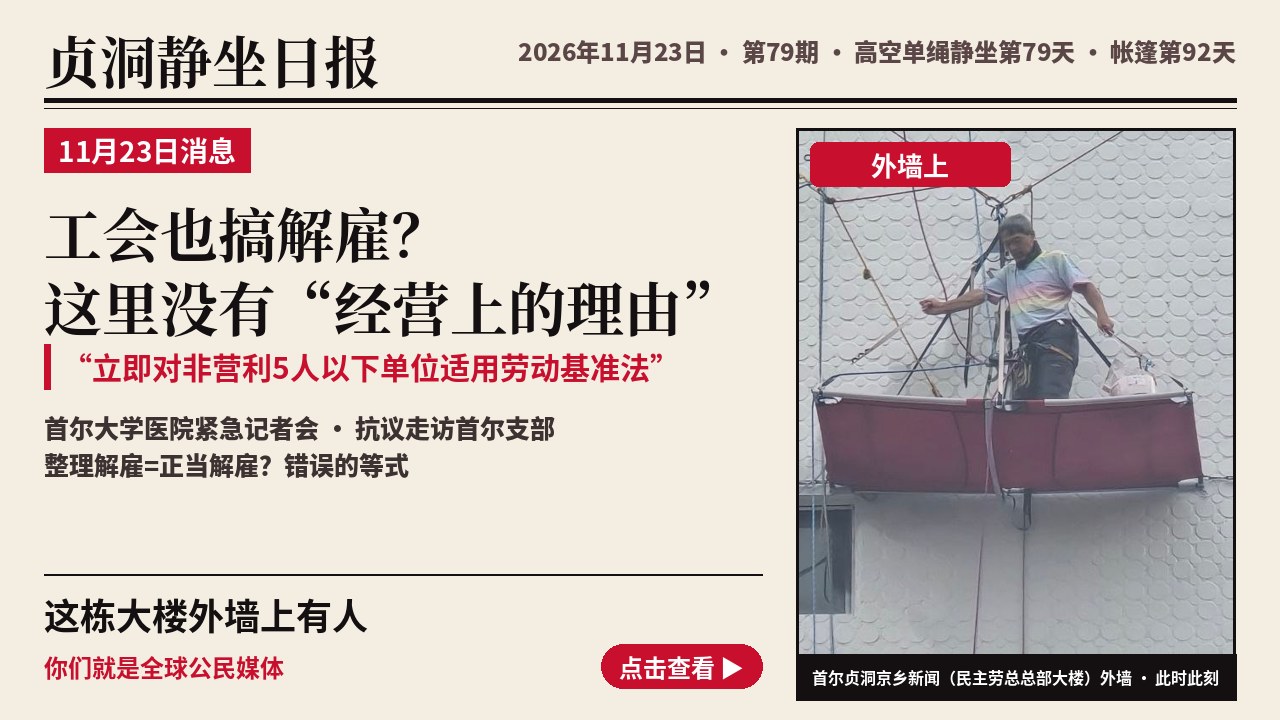 贞洞静坐日报
2026年11月23日 · 第79期 · 高空单绳静坐第79天 · 帐篷第92天
11月23日消息
工会也搞解雇？
这里没有“经营上的理由”
“立即对非营利5人以下单位适用劳动基准法”
首尔大学医院紧急记者会 · 抗议走访首尔支部
整理解雇=正当解雇？错误的等式
这栋大楼外墙上有人
你们就是全球公民媒体
点击查看 ▶
外墙上
首尔贞洞京乡新闻（民主劳总总部大楼）外墙 · 此时此刻